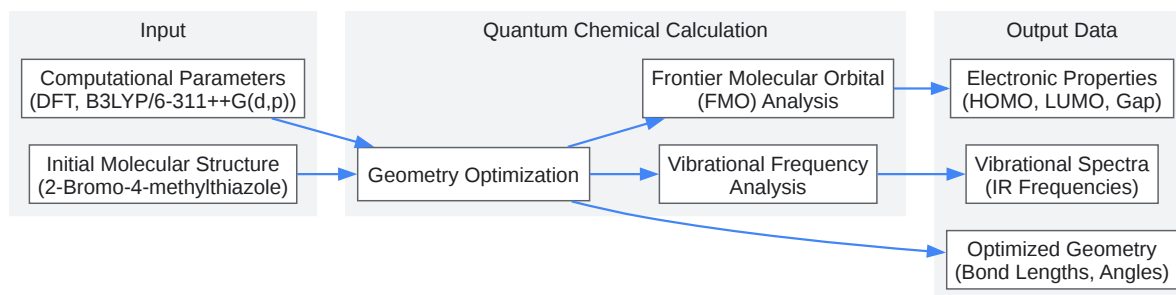 Input
Quantum Chemical Calculation
Output Data
Computational Parameters
(DFT, B3LYP/6-311++G(d,p))
Initial Molecular Structure
(2-Bromo-4-methylthiazole)
Geometry Optimization
Frontier Molecular Orbital
(FMO) Analysis
Vibrational Frequency
Analysis
Electronic Properties
(HOMO, LUMO, Gap)
Vibrational Spectra
(IR Frequencies)
Optimized Geometry
(Bond Lengths, Angles)